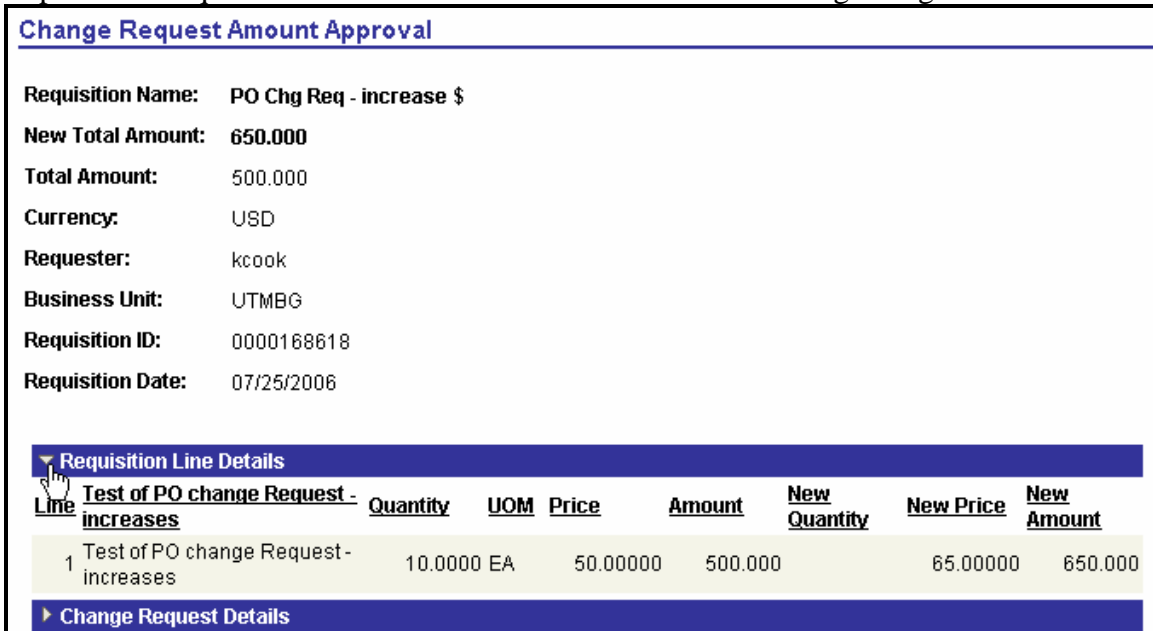 Change Request Amount Approval
Requisition Name: PO Chg Req - increase $
New Total Amount: 650.000
Total Amount: 500.000
Currency: USD
Requester: kcook
Business Unit: UTMBG
Requisition ID: 0000168618
Requisition Date: 07/25/2006
Requisition Line Details
Line Test of PO change Request - increases Quantity UOM Price Amount New Quantity New Price New Amount
1 Test of PO change Request - increases 10.0000 EA 50.00000 500.000 65.00000 650.000
Change Request Details